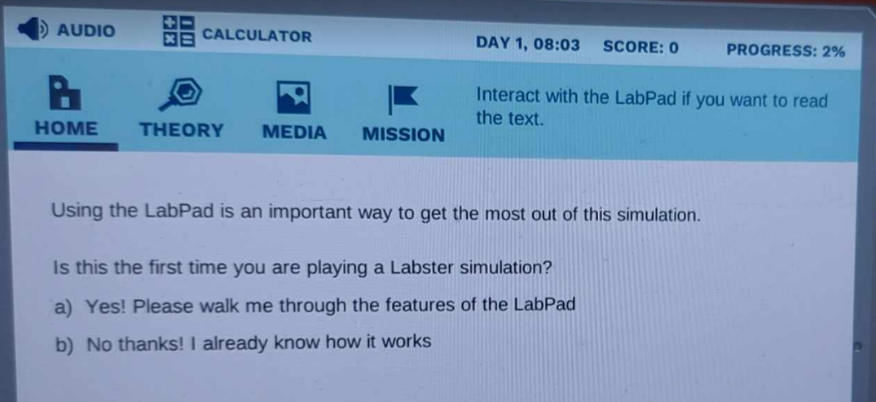 AUDIO
CALCULATOR
DAY 1, 08:03 SCORE: 0 PROGRESS: 2%
HOME
THEORY
MEDIA
MISSION
Interact with the LabPad if you want to read
the text.
Using the LabPad is an important way to get the most out of this simulation.
Is this the first time you are playing a Labster simulation?
a) Yes! Please walk me through the features of the LabPad
b) No thanks! I already know how it works